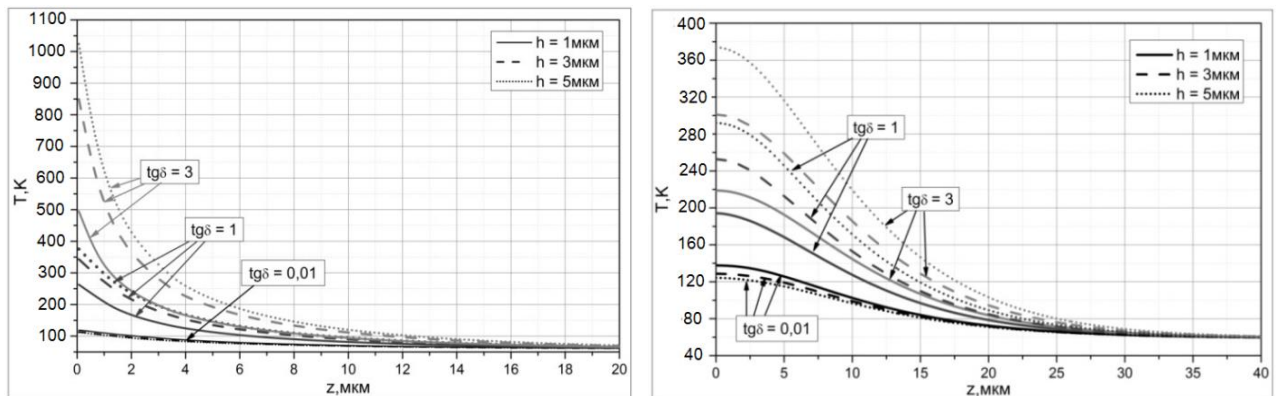 1100
1000
900
800
700
600
500
400
300
200
100
T,K
h = 1мкм
h = 3мкм
h = 5мкм
tgδ = 3
tgδ = 1
tgδ = 0,01
0 2 4 6 8 10 12 14 16 18 20
z,мкм
400
360
320
280
240
200
160
120
80
40
T,K
h = 1мкм
h = 3мкм
h = 5мкм
tgδ = 1
tgδ = 3
tgδ = 0,01
0 5 10 15 20 25 30 35 40
z,мкм